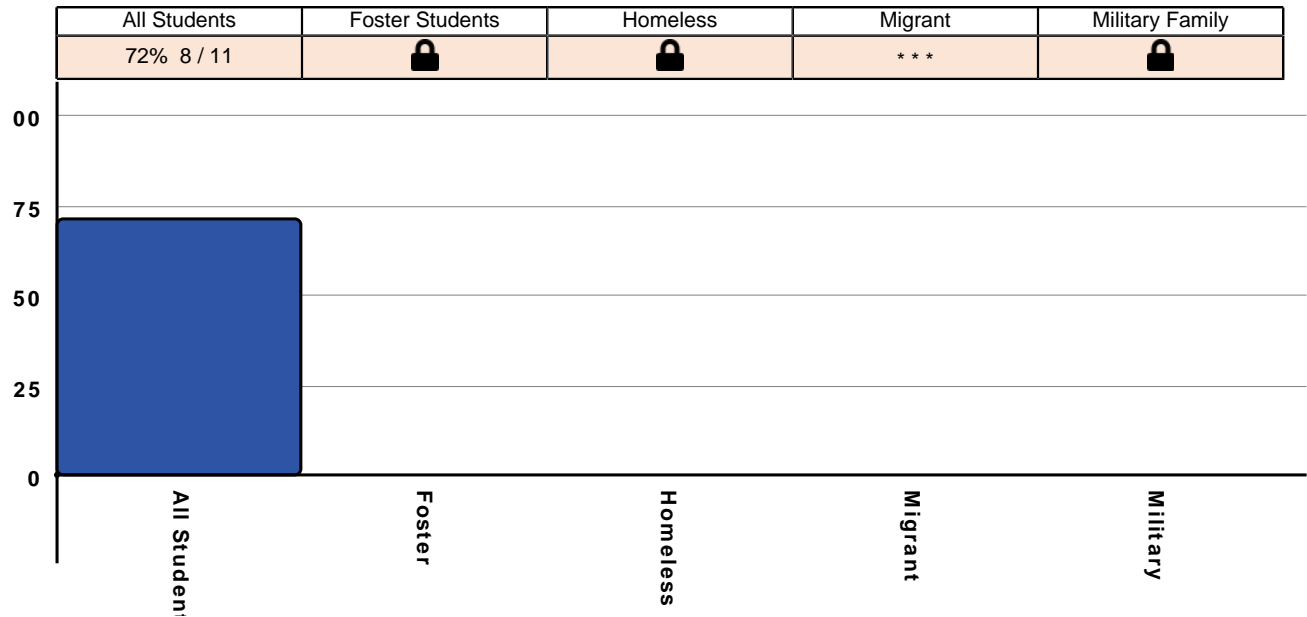 All Students Foster Students Homeless Migrant Military Family
72% 8 / 11 * * *
00
75
50
25
0
All Student
Foster
Homeless
Migrant
Military